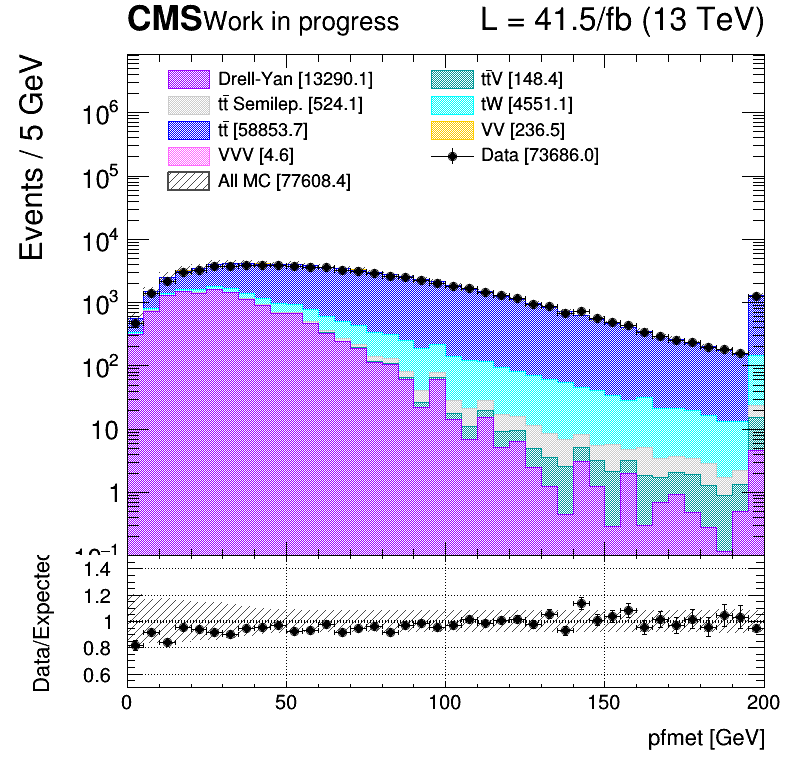 CMS Work in progress L = 41.5/fb (13 TeV)
Events / 5 GeV
Drell-Yan [13290.1] tt̄V [148.4]
tt̄ Semilep. [524.1] tW [4551.1]
tt̄ [58853.7] VV [236.5]
VVV [4.6] Data [73686.0]
All MC [77608.4]
10⁶
10⁵
10⁴
10³
10²
10
1
10⁻¹
Data/Expected
1.4
1.2
1
0.8
0.6
0 50 100 150 200
pfmet [GeV]